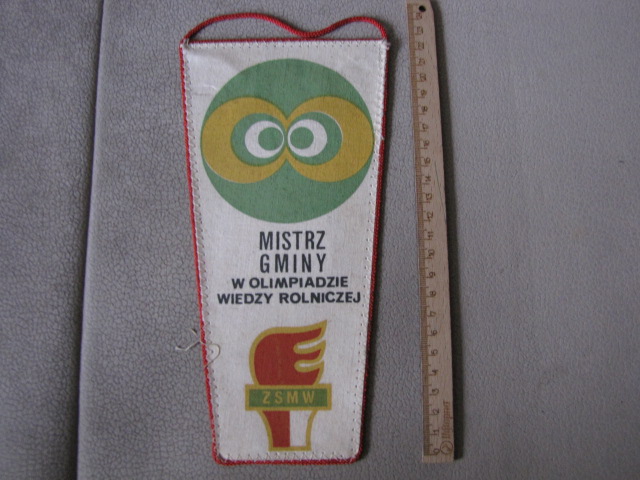 MISTRZ
GMINY
W OLIMPIADZIE
WIEDZY ROLNICZEJ
ZSMW